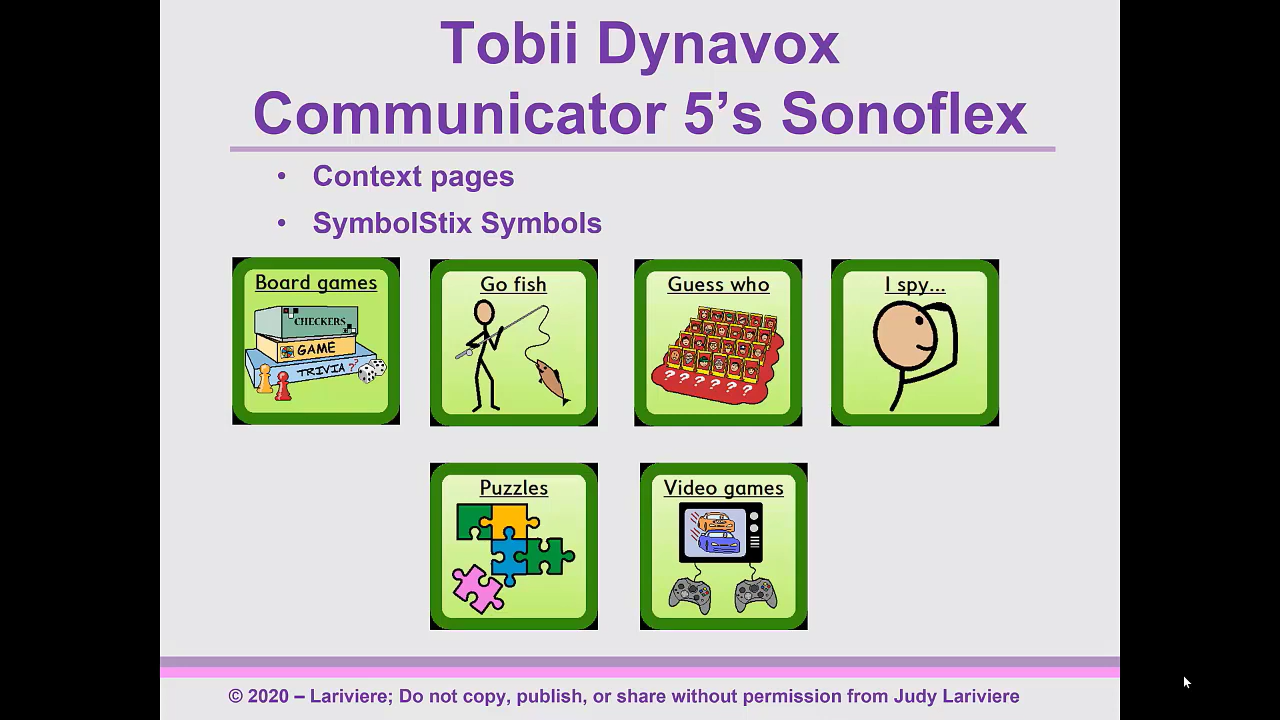 Tobii Dynavox
Communicator 5’s Sonoflex
• Context pages
• SymbolStix Symbols
Board games
CHECKERS
GAME
TRIVIA ?
Go fish
Guess who
? ? ? ? ? ?
I spy...
Puzzles
Video games
© 2020 – Lariviere; Do not copy, publish, or share without permission from Judy Lariviere